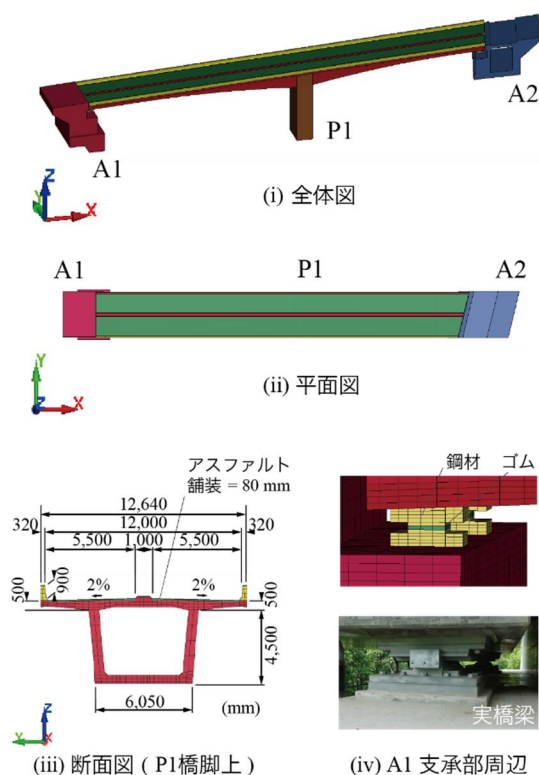 A1
P1
A2
Z
Y
X
(i) 全体図
A1
P1
A2
Y
Z
X
(ii) 平面図
アスファルト
舗装 = 80 mm
12,640
320
12,000
320
5,500
1,000
5,500
900
500
2%
2%
500
4,500
6,050
(mm)
Z
Y
X
(iii) 断面図 ( P1橋脚上 )
鋼材
ゴム
実橋梁
(iv) A1 支承部周辺